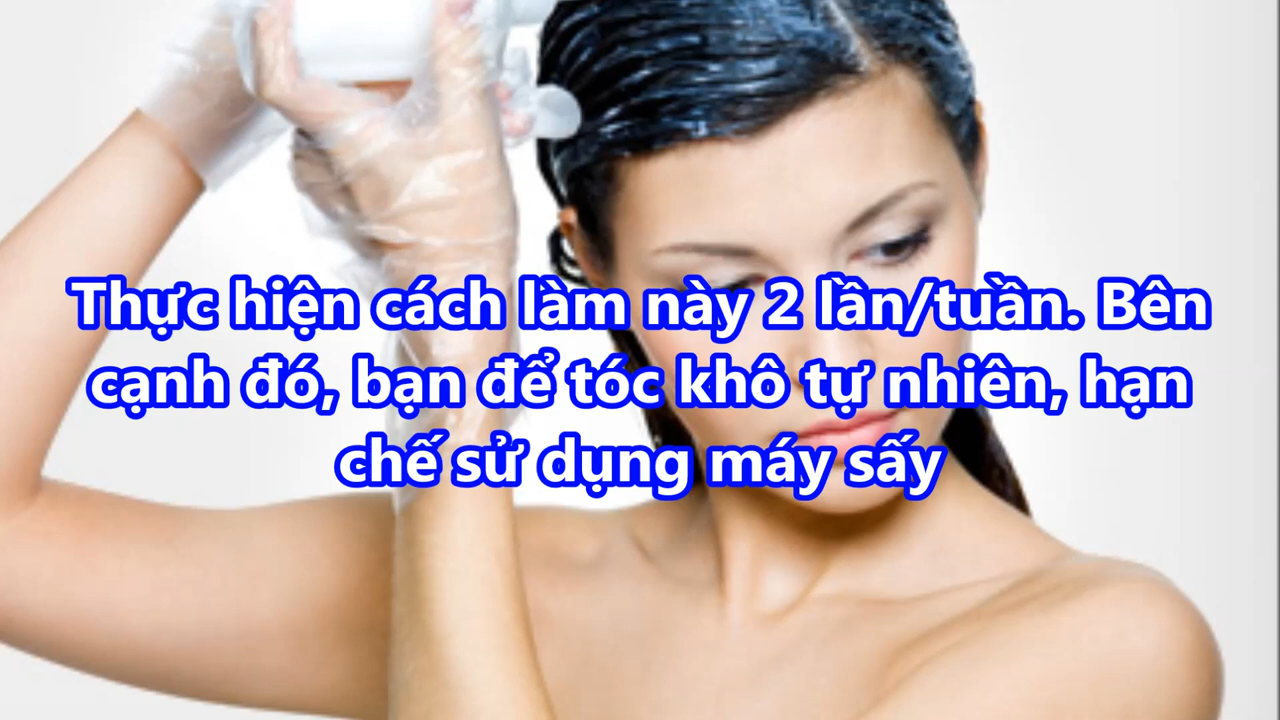 Thực hiện cách làm này 2 lần/tuần. Bên
cạnh đó, bạn để tóc khô tự nhiên, hạn
chế sử dụng máy sấy